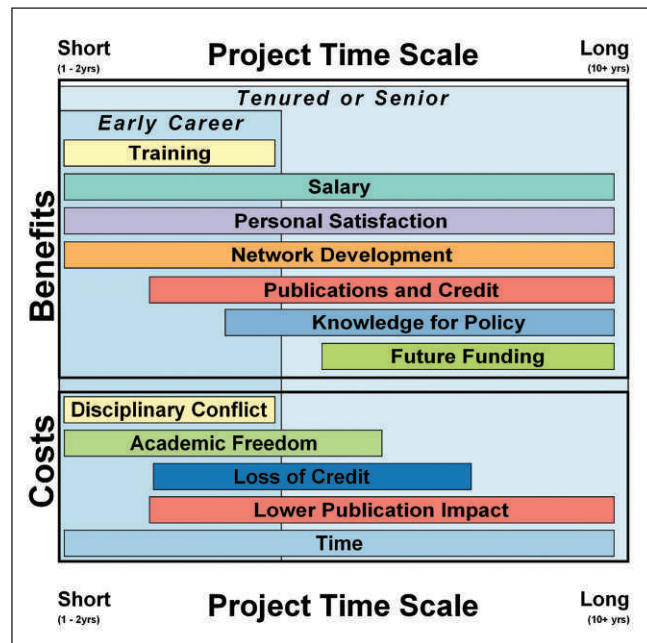 Short
Project Time Scale
Long
(1 - 2yrs)
(10+ yrs)
Tenured or Senior
Early Career
Benefits
Training
Salary
Personal Satisfaction
Network Development
Publications and Credit
Knowledge for Policy
Future Funding
Costs
Disciplinary Conflict
Academic Freedom
Loss of Credit
Lower Publication Impact
Time
Short
Project Time Scale
Long
(1 - 2yrs)
(10+ yrs)